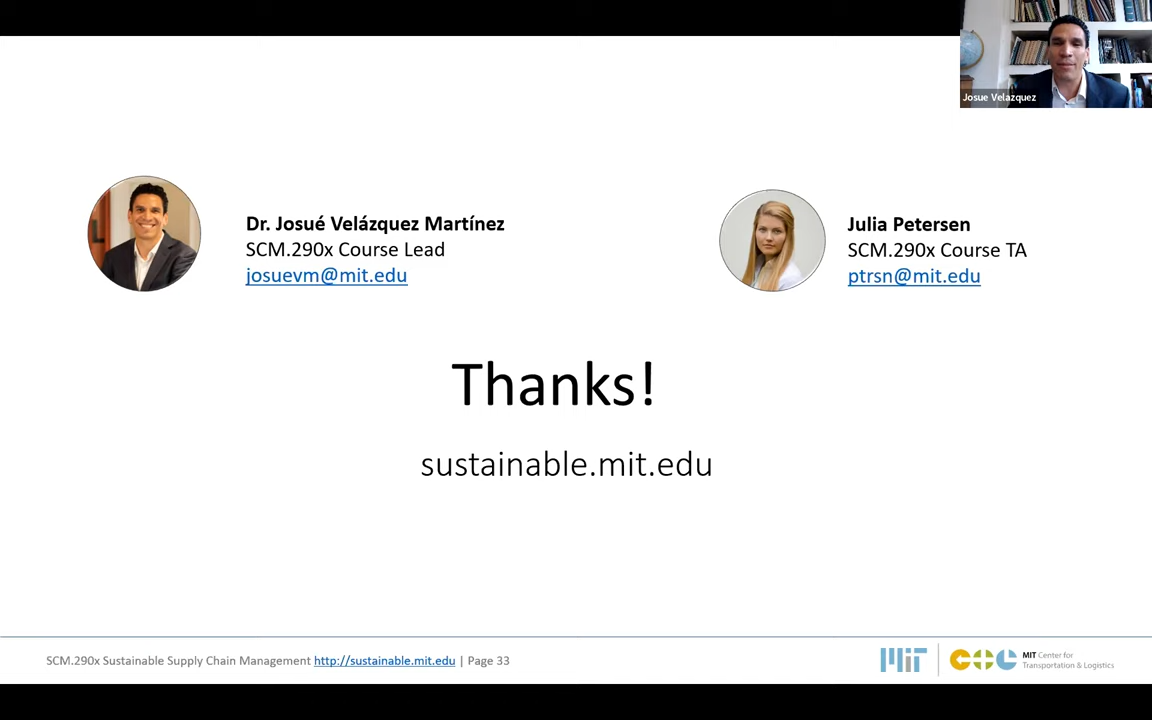 Josue Velazquez
Dr. Josué Velázquez Martínez
SCM.290x Course Lead
josuevm@mit.edu
Julia Petersen
SCM.290x Course TA
ptrsn@mit.edu
Thanks!
sustainable.mit.edu
SCM.290x Sustainable Supply Chain Management http://sustainable.mit.edu | Page 33
MIT
CTL
MIT Center for
Transportation & Logistics